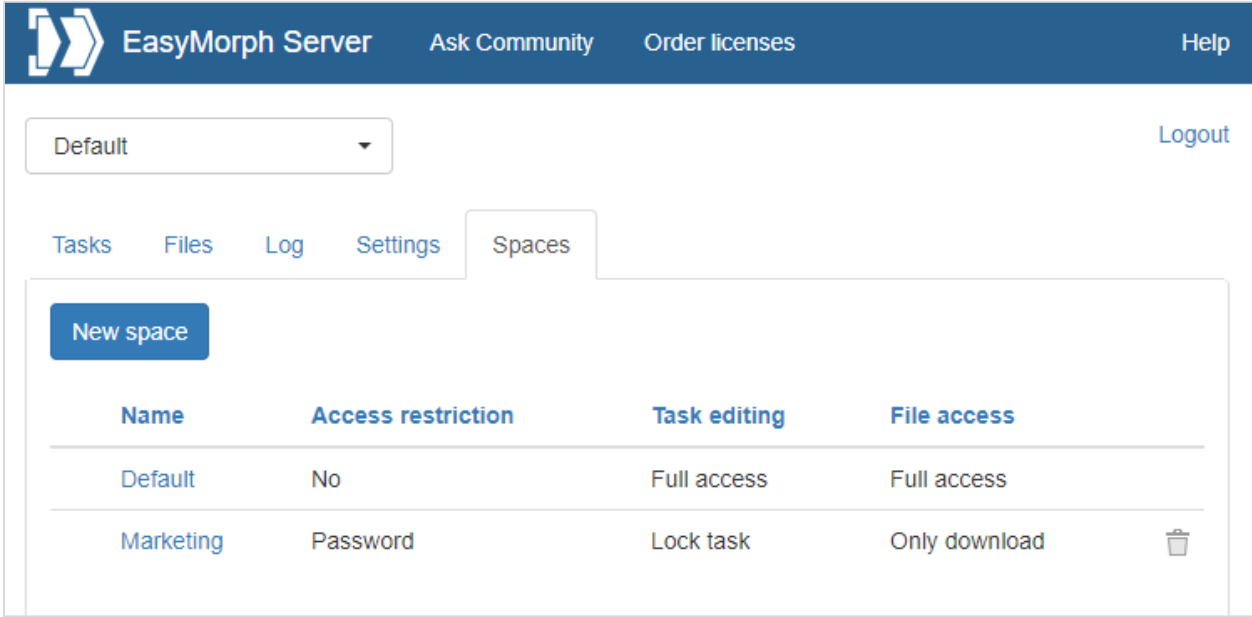 EasyMorph Server Ask Community Order licenses Help
Default Logout
Tasks Files Log Settings Spaces
New space
Name Access restriction Task editing File access
Default No Full access Full access
Marketing Password Lock task Only download